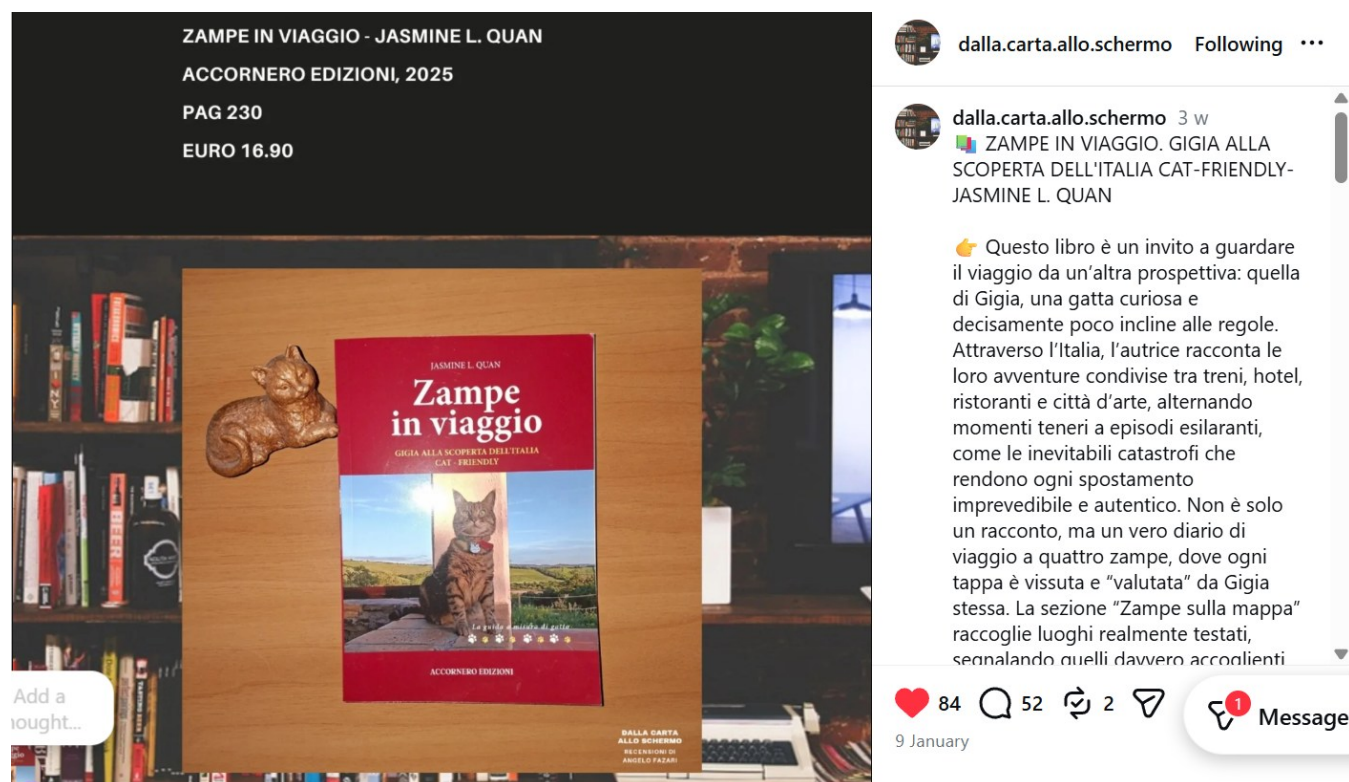 ZAMPE IN VIAGGIO - JASMINE L. QUAN
ACCORNERO EDIZIONI, 2025
PAG 230
EURO 16.90
JASMINE L. QUAN
Zampe
in viaggio
GIGIA ALLA SCOPERTA DELL'ITALIA
CAT - FRIENDLY
La guida a misura di gatto
ACCORNERO EDIZIONI
BEER
DALLA CARTA
ALLO SCHERMO
RECENSIONI DI
ANGELO FAZARI
Add a
hought...
dalla.carta.allo.schermo Following
dalla.carta.allo.schermo 3 w
ZAMPE IN VIAGGIO. GIGIA ALLA
SCOPERTA DELL'ITALIA CAT-FRIENDLY-
JASMINE L. QUAN
👉 Questo libro è un invito a guardare
il viaggio da un’altra prospettiva: quella
di Gigia, una gatta curiosa e
decisamente poco incline alle regole.
Attraverso l’Italia, l’autrice racconta le
loro avventure condivise tra treni, hotel,
ristoranti e città d’arte, alternando
momenti teneri a episodi esilaranti,
come le inevitabili catastrofi che
rendono ogni spostamento
imprevedibile e autentico. Non è solo
un racconto, ma un vero diario di
viaggio a quattro zampe, dove ogni
tappa è vissuta e “valutata” da Gigia
stessa. La sezione “Zampe sulla mappa”
raccoglie luoghi realmente testati,
segnalando quelli davvero accoglienti
84 52 2
1
Message
9 January